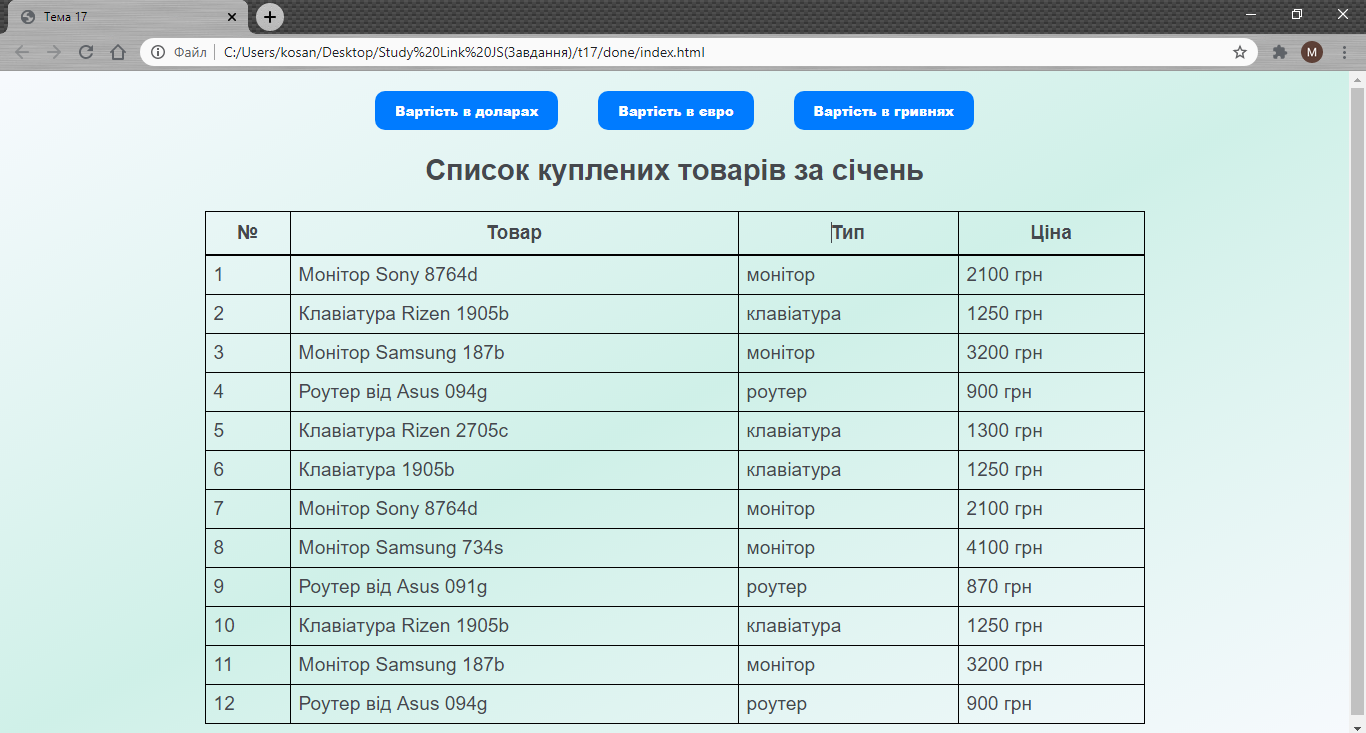 Тема 17
Файл C:/Users/kosan/Desktop/Study%20Link%20JS(Завдання)/t17/done/index.html M
Вартість в доларах Вартість в євро Вартість в гривнях
Список куплених товарів за січень
№ Товар Тип Ціна
1 Монітор Sony 8764d монітор 2100 грн
2 Клавіатура Rizen 1905b клавіатура 1250 грн
3 Монітор Samsung 187b монітор 3200 грн
4 Роутер від Asus 094g роутер 900 грн
5 Клавіатура Rizen 2705c клавіатура 1300 грн
6 Клавіатура 1905b клавіатура 1250 грн
7 Монітор Sony 8764d монітор 2100 грн
8 Монітор Samsung 734s монітор 4100 грн
9 Роутер від Asus 091g роутер 870 грн
10 Клавіатура Rizen 1905b клавіатура 1250 грн
11 Монітор Samsung 187b монітор 3200 грн
12 Роутер від Asus 094g роутер 900 грн